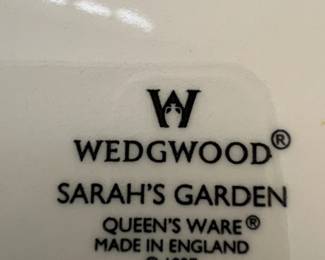 W
WEDGWOOD®
SARAH'S GARDEN
QUEEN'S WARE®
MADE IN ENGLAND